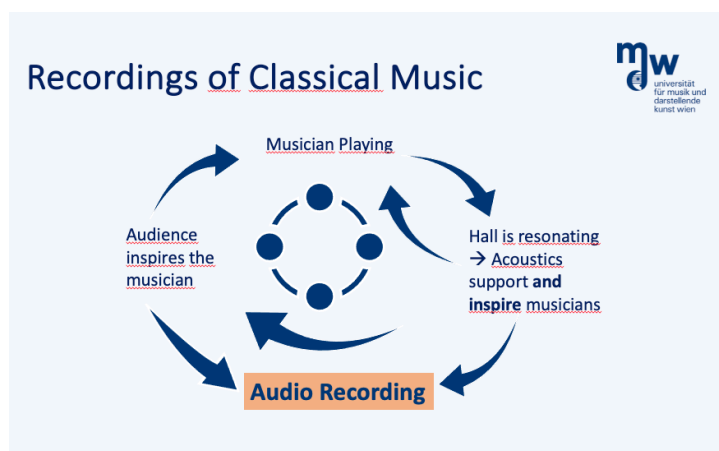 Recordings of Classical Music
mdw
universität
für musik und
darstellende
kunst wien
Musician Playing
Audience
inspires the
musician
Hall is resonating
→ Acoustics
support and
inspire musicians
Audio Recording